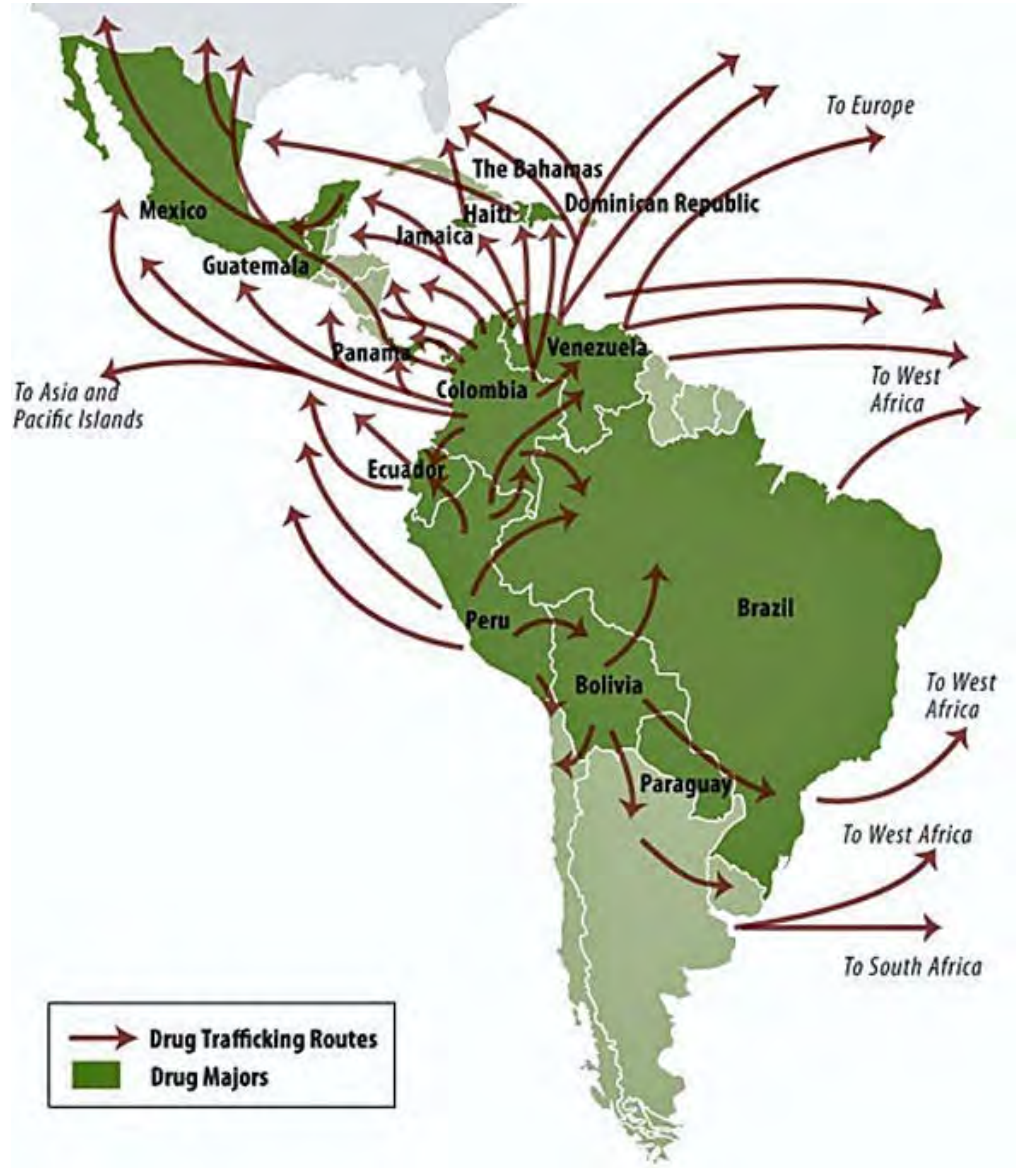 To Europe
The Bahamas
Dominican Republic
Haiti
Mexico
Jamaica
Guatemala
Panama
Venezuela
To Asia and
Pacific Islands
Colombia
To West
Africa
Ecuador
Brazil
Peru
Bolivia
To West
Africa
Paraguay
To West Africa
To South Africa
Drug Trafficking Routes
Drug Majors